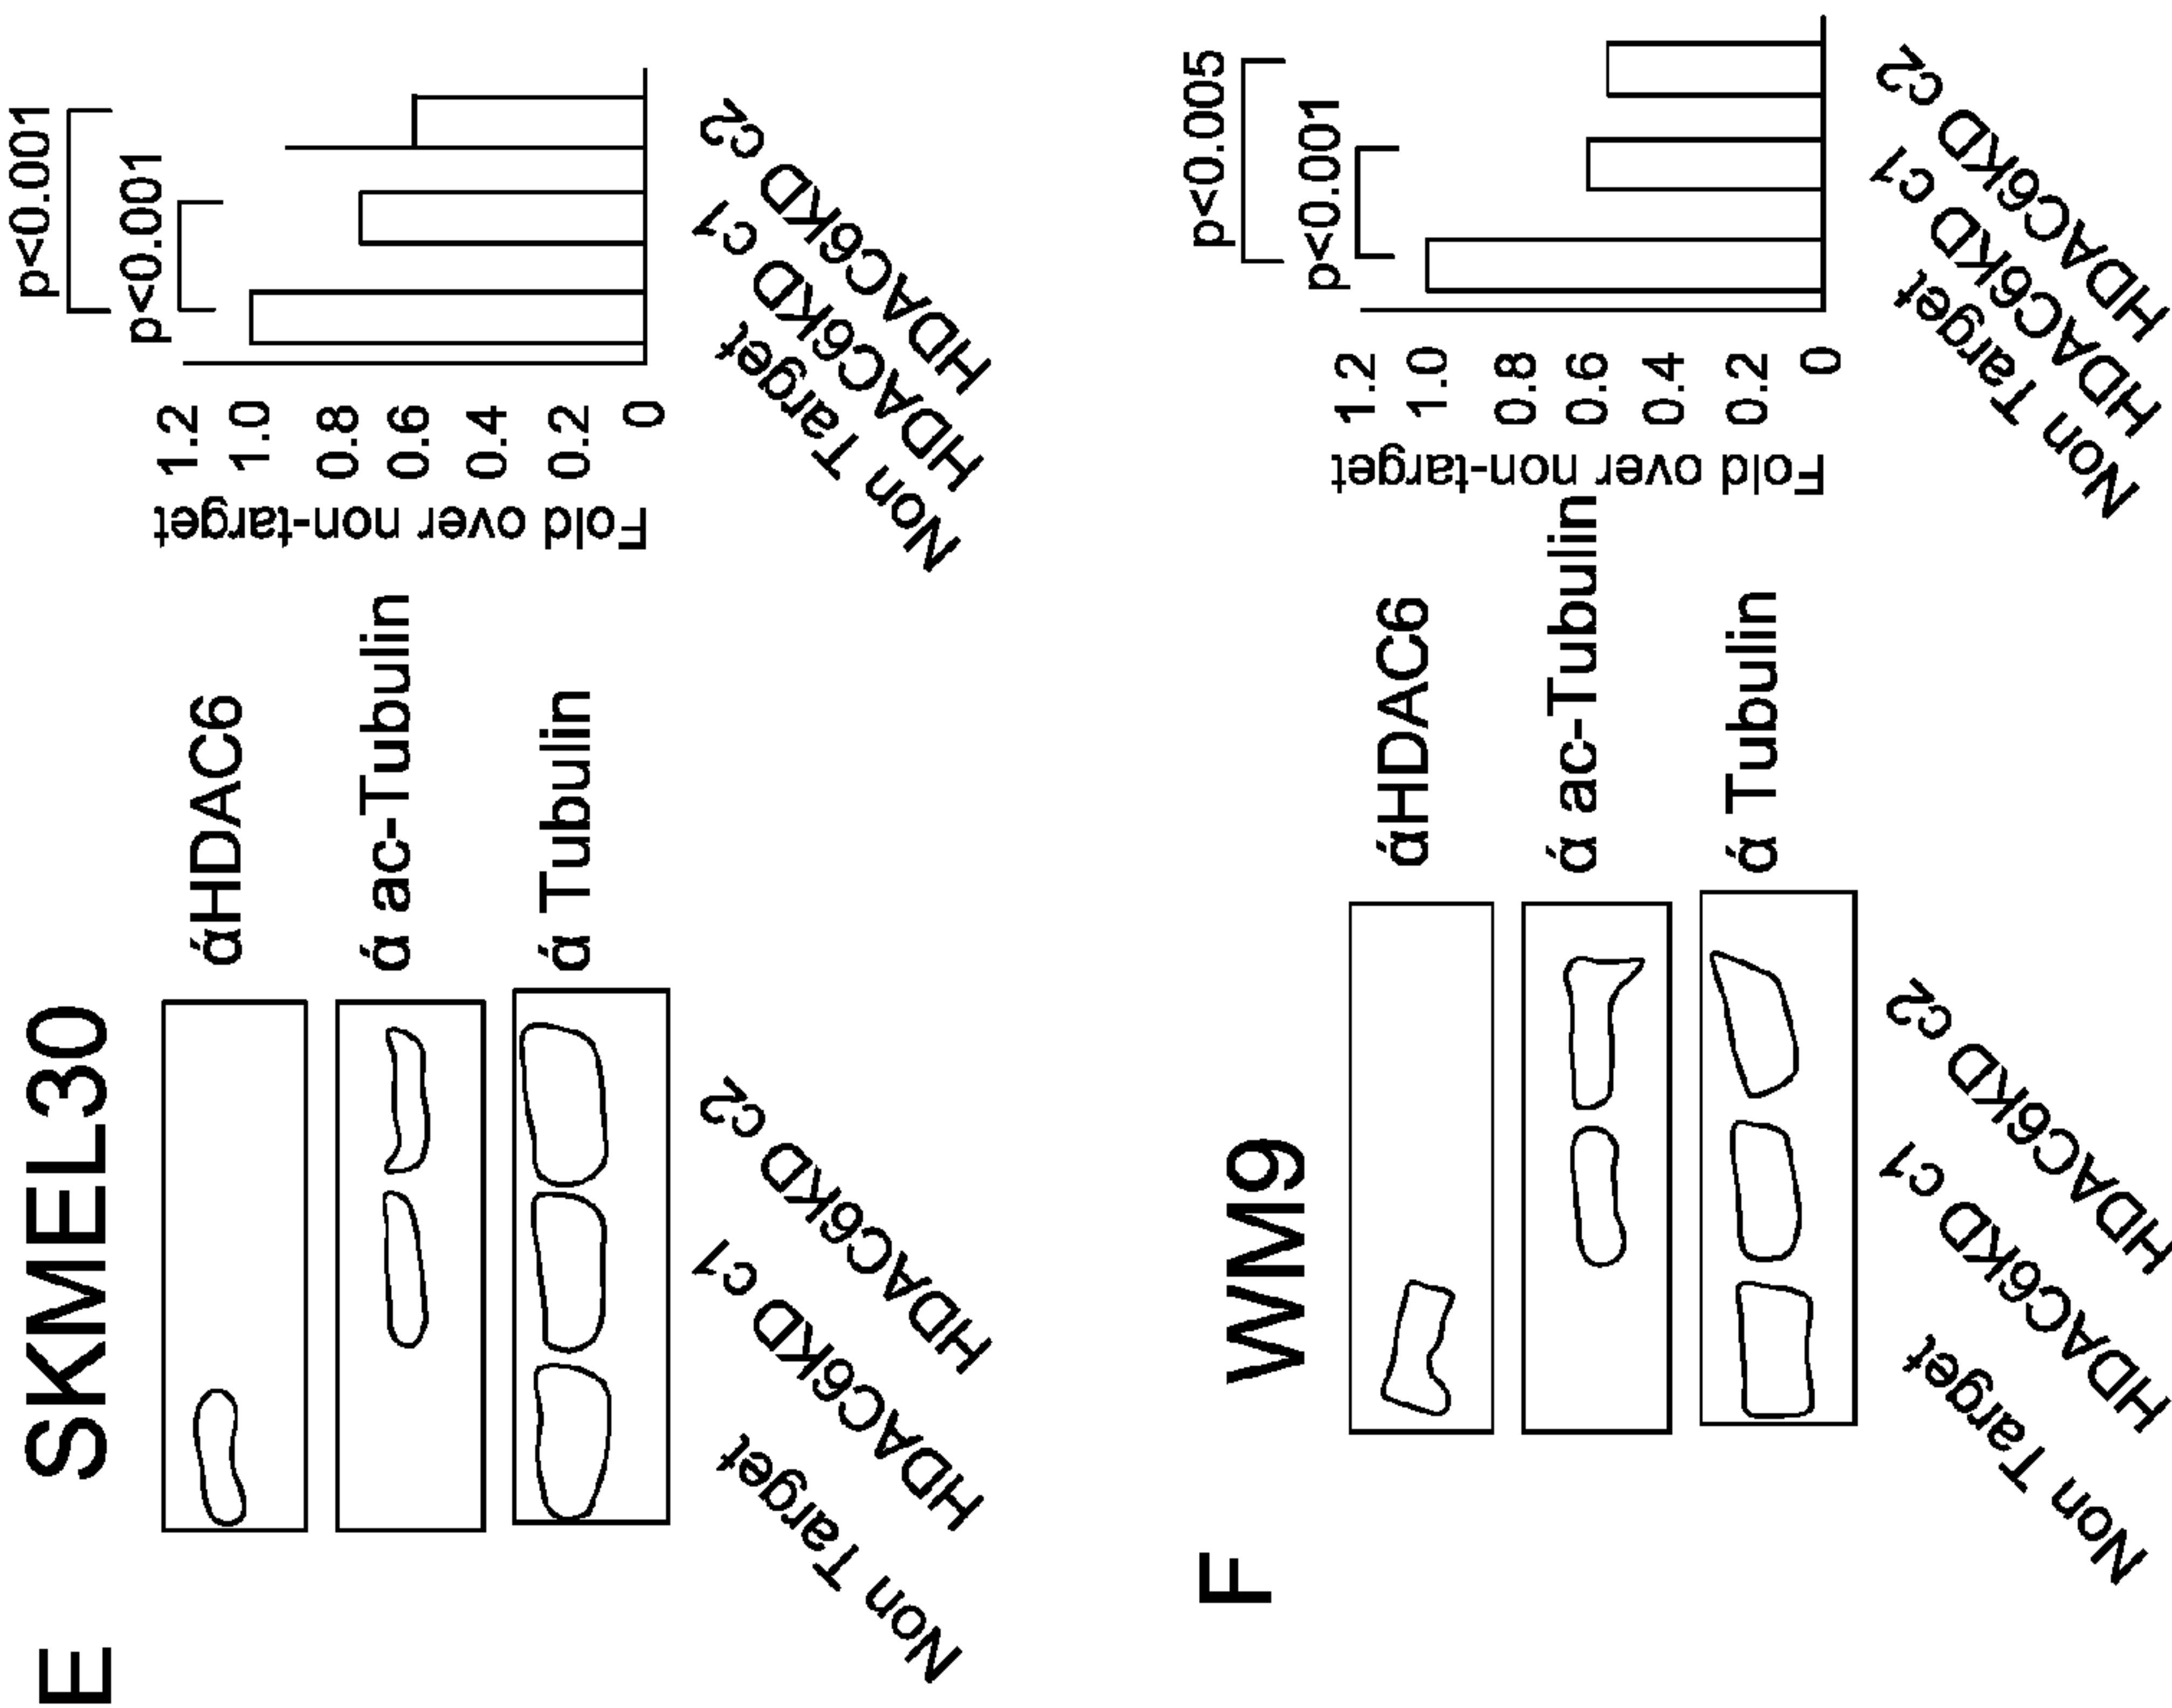 E
SKMEL30
άHDAC6
ά ac-Tubulin
ά Tubulin
Non Target
HDAC6KD c1
HDAC6KD c2
p<0.001
p<0.001
Fold over non-target
1.2
1.0
0.8
0.6
0.4
0.2
0
Non Target
HDAC6KD c1
HDAC6KD c2
F
WM9
άHDAC6
ά ac-Tubulin
ά Tubulin
Non Target
HDAC6KD c1
HDAC6KD c2
p<0.005
p<0.001
Fold over non-target
1.2
1.0
0.8
0.6
0.4
0.2
0
Non Target
HDAC6KD c1
HDAC6KD c2